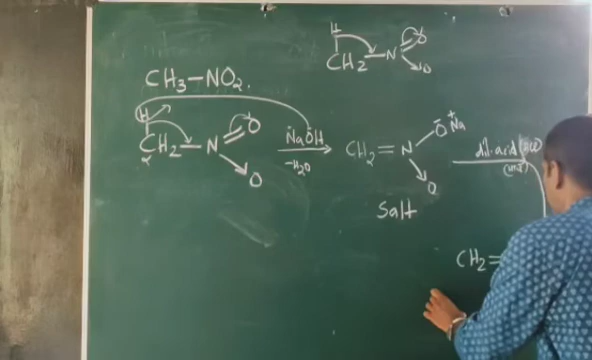 H
CH2 - N = O
O
CH3-NO2.
H
CH2 - N = O
O
NaOH
-H2O
CH2 = N - O Na
O
Salt
dil. acid
CH2 =